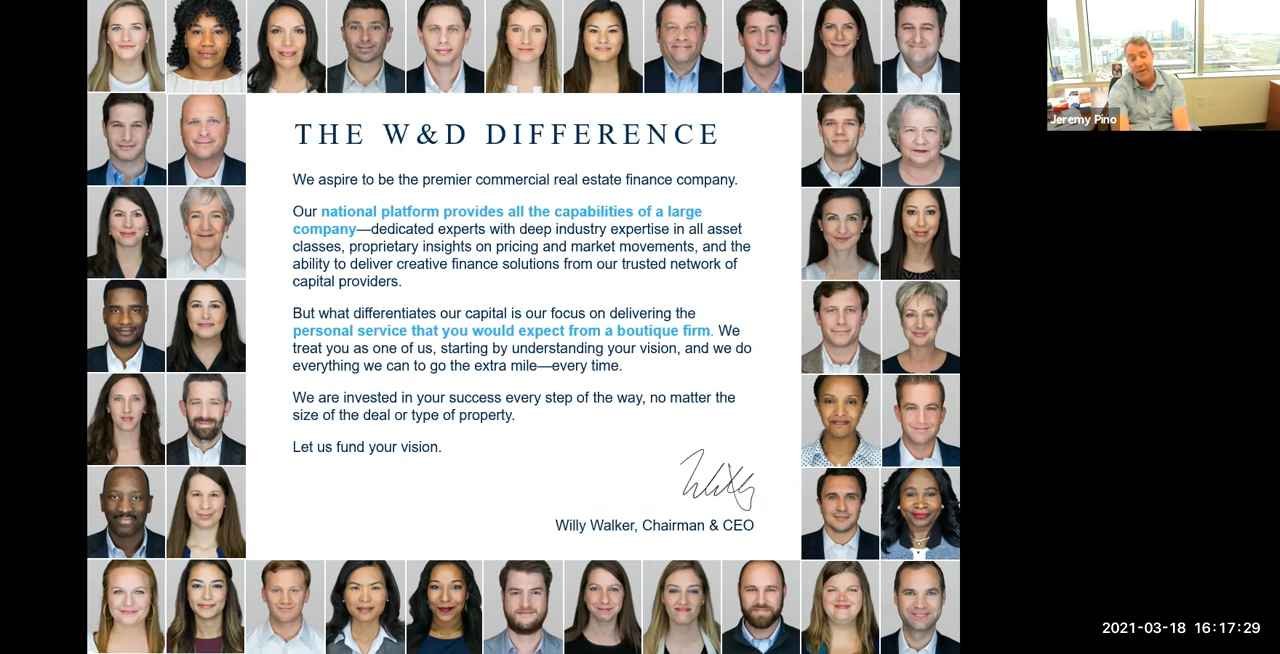 THE W&D DIFFERENCE
We aspire to be the premier commercial real estate finance company.
Our national platform provides all the capabilities of a large
company—dedicated experts with deep industry expertise in all asset
classes, proprietary insights on pricing and market movements, and the
ability to deliver creative finance solutions from our trusted network of
capital providers.
But what differentiates our capital is our focus on delivering the
personal service that you would expect from a boutique firm. We
treat you as one of us, starting by understanding your vision, and we do
everything we can to go the extra mile—every time.
We are invested in your success every step of the way, no matter the
size of the deal or type of property.
Let us fund your vision.
Willy
Willy Walker, Chairman & CEO
Jeremy Pino
2021-03-18 16:17:29